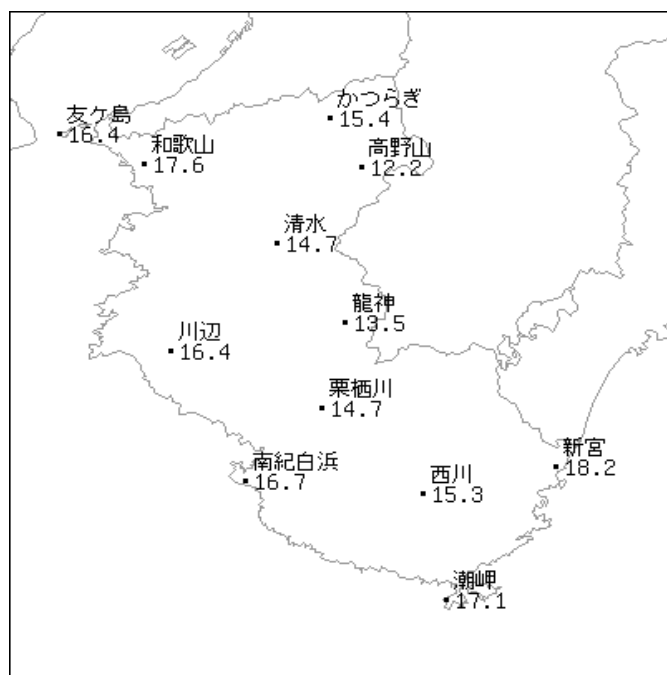 かつらぎ
15.4
友ケ島
16.4
和歌山
17.6
高野山
12.2
清水
14.7
龍神
13.5
川辺
16.4
栗栖川
14.7
新宮
18.2
南紀白浜
16.7
西川
15.3
潮岬
17.1